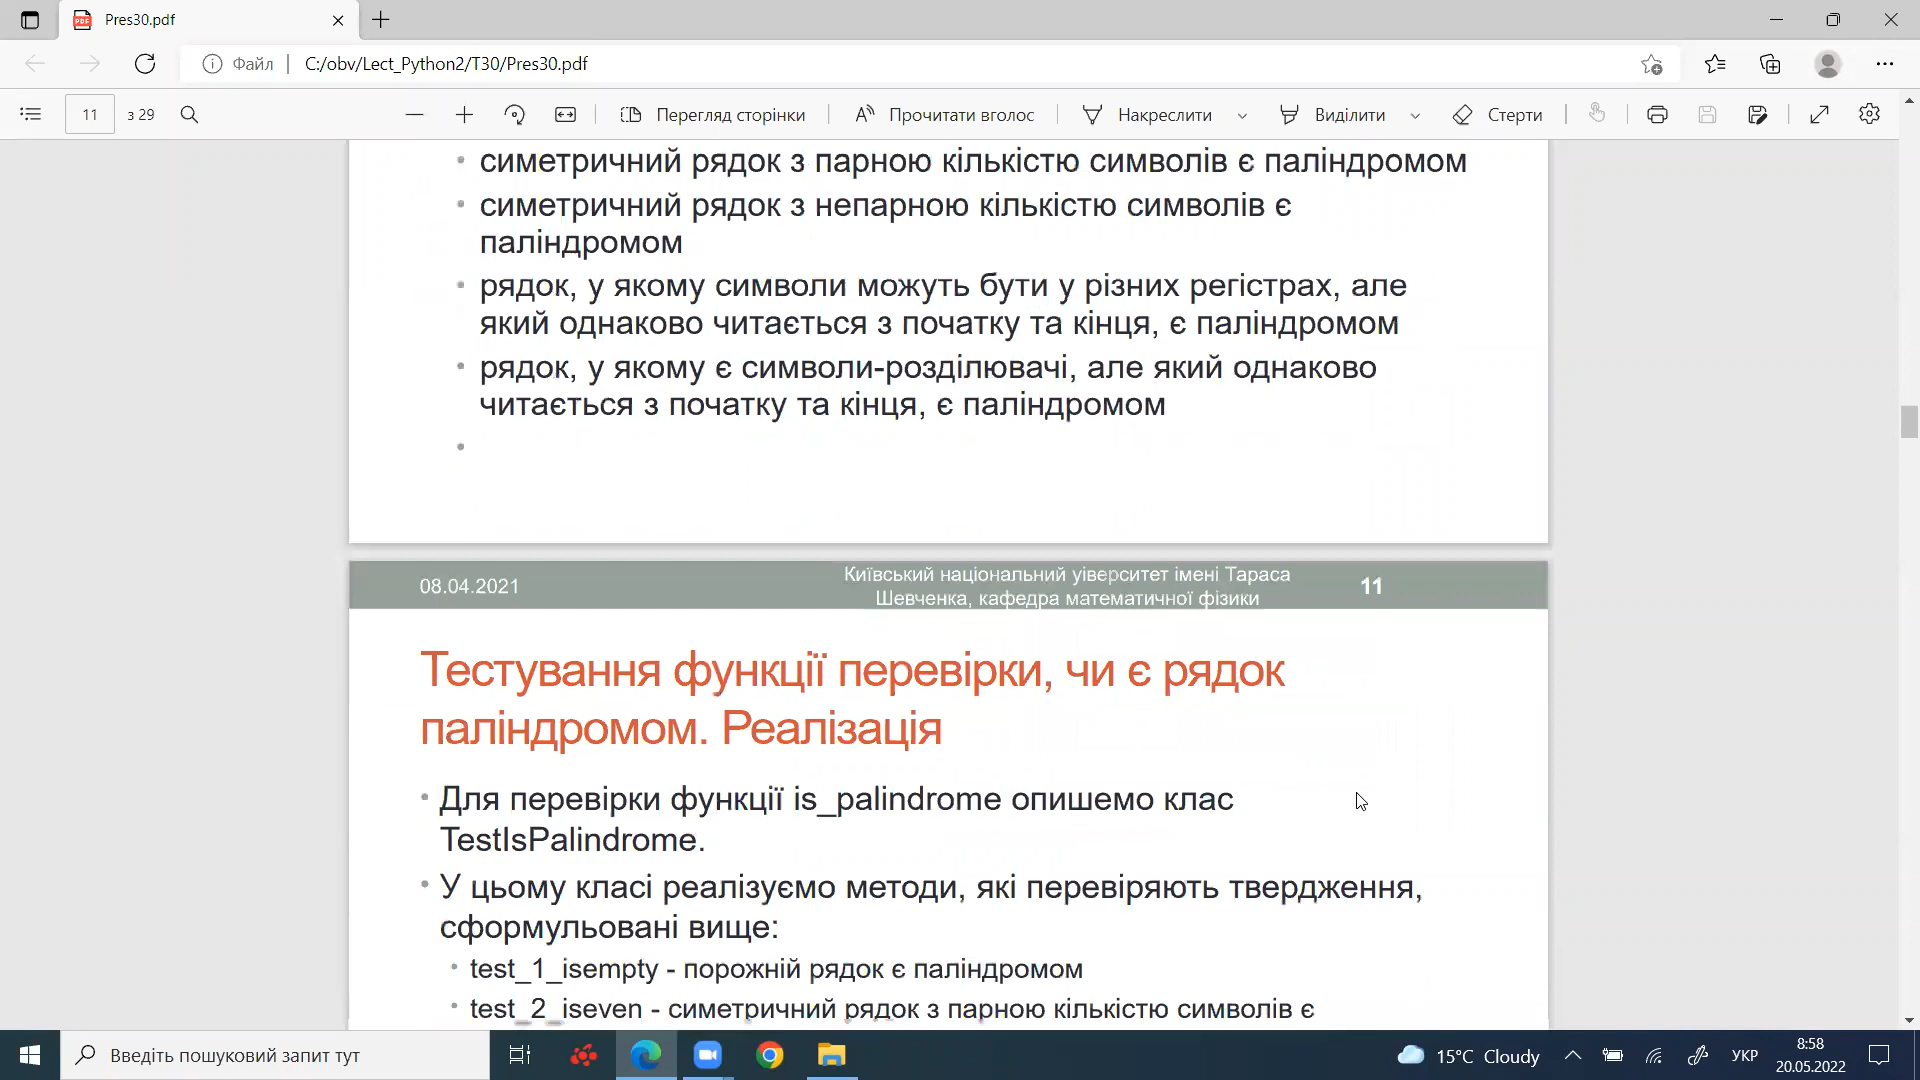 Pres30.pdf
Файл
C:/obv/Lect_Python2/T30/Pres30.pdf
11
з 29
Перегляд сторінки
Прочитати вголос
Накреслити
Виділити
Стерти
• симетричний рядок з парною кількістю символів є паліндромом
• симетричний рядок з непарною кількістю символів є
паліндромом
• рядок, у якому символи можуть бути у різних регістрах, але
який однаково читається з початку та кінця, є паліндромом
• рядок, у якому є символи-розділювачі, але який однаково
читається з початку та кінця, є паліндромом
•
08.04.2021
Київський національний уіверситет імені Тараса
Шевченка, кафедра математичної фізики
11
Тестування функції перевірки, чи є рядок
паліндромом. Реалізація
• Для перевірки функції is_palindrome опишемо клас
TestIsPalindrome.
• У цьому класі реалізуємо методи, які перевіряють твердження,
сформульовані вище:
• test_1_isempty - порожній рядок є паліндромом
• test_2_iseven - симетричний рядок з парною кількістю символів є
Введіть пошуковий запит тут
15°C Cloudy
УКР
8:58
20.05.2022